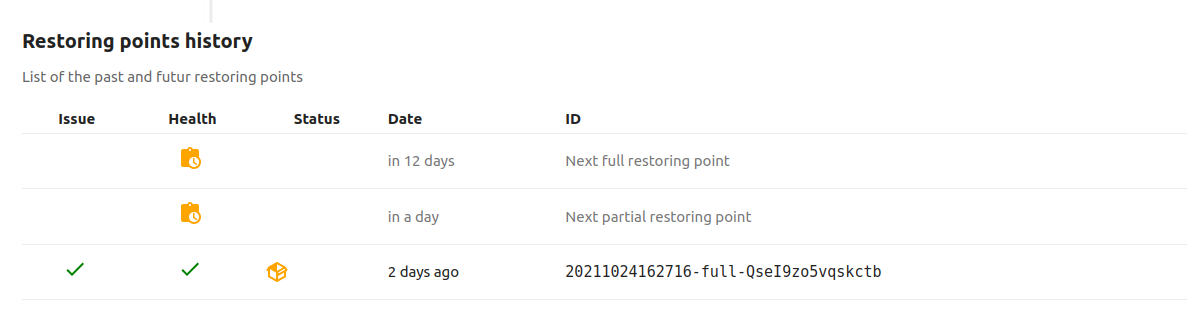 Restoring points history
List of the past and futur restoring points
Issue Health Status Date ID
in 12 days Next full restoring point
in a day Next partial restoring point
2 days ago 20211024162716-full-QseI9zo5vqskctb